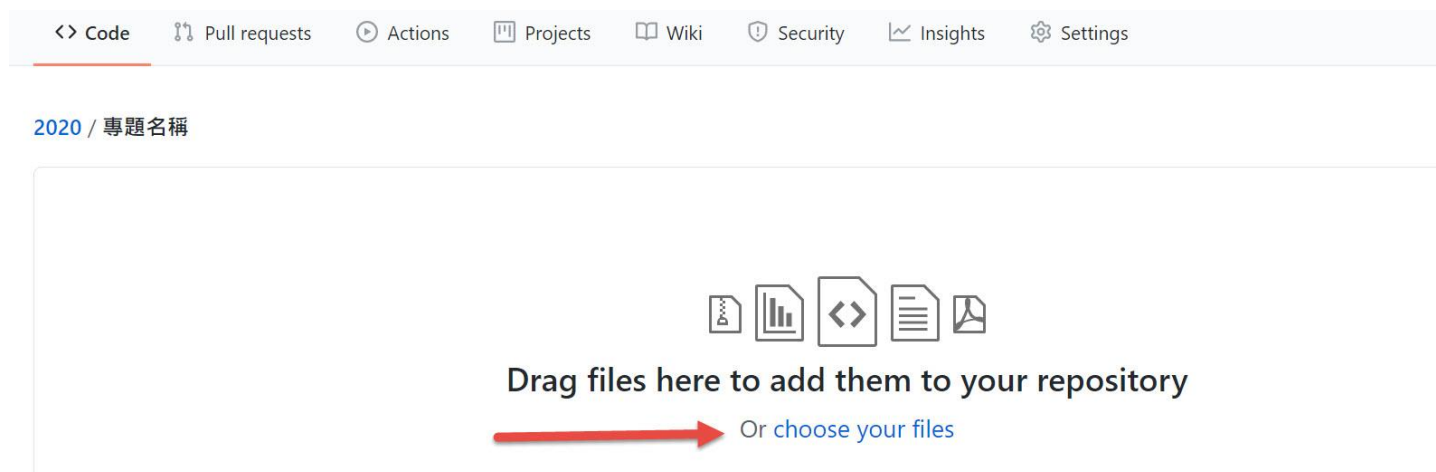 <> Code Pull requests Actions Projects Wiki Security Insights Settings
2020 / 專題名稱
Drag files here to add them to your repository
Or choose your files